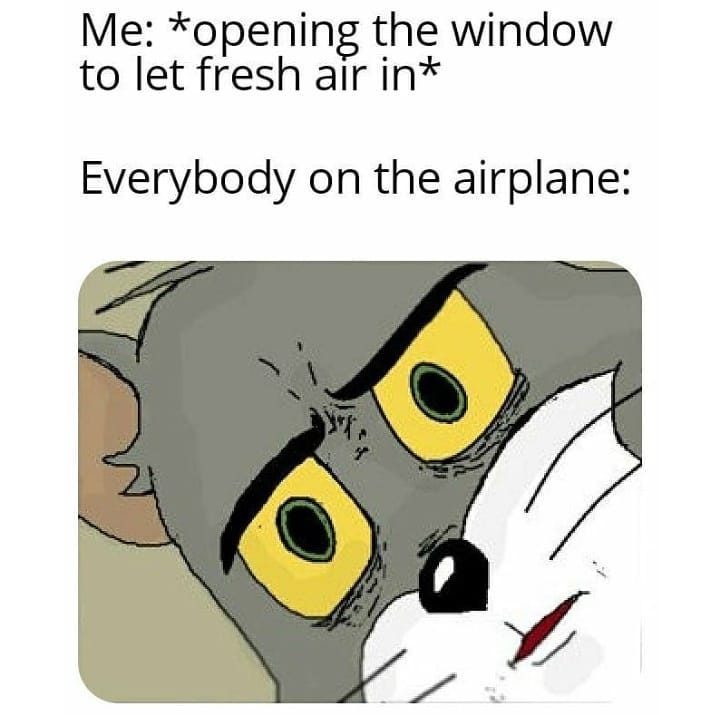 Me: *opening the window
to let fresh air in*
Everybody on the airplane: